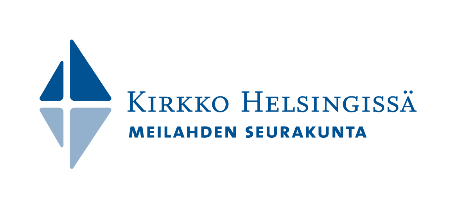 Kirkko Helsingissä
MEILAHDEN SEURAKUNTA